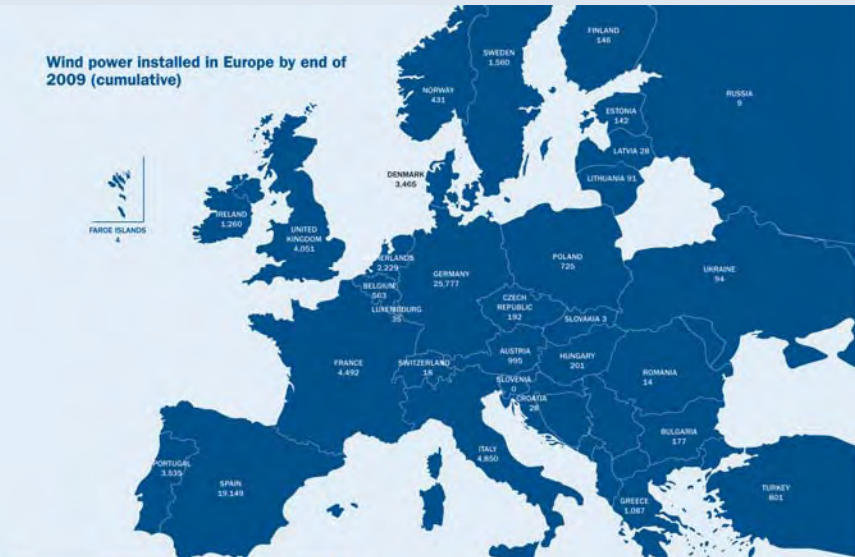 Wind power installed in Europe by end of
2009 (cumulative)
FINLAND
146
SWEDEN
1,560
NORWAY
431
RUSSIA
9
ESTONIA
142
LATVIA 28
LITHUANIA 91
DENMARK
3,465
FAROE ISLANDS
4
IRELAND
1,260
UNITED
KINGDOM
4,051
NETHERLANDS
2,229
BELGIUM
563
LUXEMBOURG
35
GERMANY
25,777
POLAND
725
UKRAINE
94
CZECH
REPUBLIC
192
SLOVAKIA 3
FRANCE
4,492
SWITZERLAND
18
AUSTRIA
995
HUNGARY
201
ROMANIA
14
SLOVENIA
0
CROATIA
28
BULGARIA
177
ITALY
4,850
PORTUGAL
3,535
SPAIN
19,149
GREECE
1,087
TURKEY
801